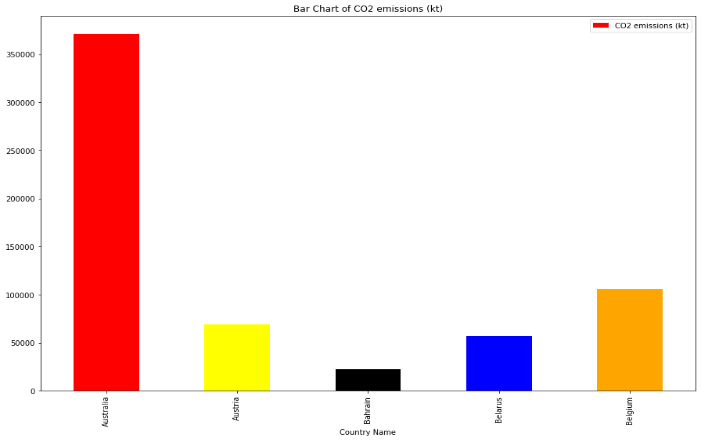 Bar Chart of CO2 emissions (kt)
CO2 emissions (kt)
350000
300000
250000
200000
150000
100000
50000
0
Australia
Austria
Bahrain
Belarus
Belgium
Country Name